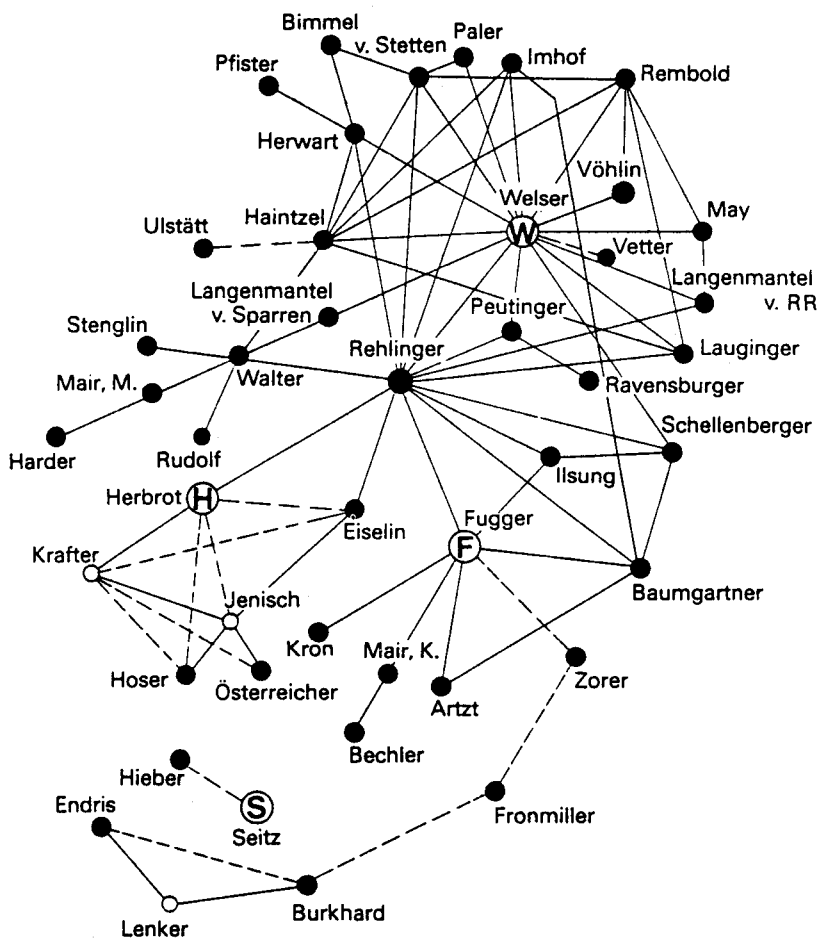 Bimmel
Paler
v. Stetten
Imhof
Pfister
Rembold
Herwart
Vöhlin
Welser
May
Haintzel
Ulstätt
W
Vetter
Langenmantel
v. Sparren
Langenmantel
v. RR
Peutinger
Stenglin
Rehlinger
Lauginger
Walter
Mair, M.
Ravensburger
Schellenberger
Harder
Rudolf
Ilsung
Herbrot
H
Eiselin
Fugger
F
Krafter
Baumgartner
Jenisch
Kron
Mair, K.
Hoser
Österreicher
Artzt
Zorer
Bechler
Hieber
S
Seitz
Endris
Fronmiller
Burkhard
Lenker